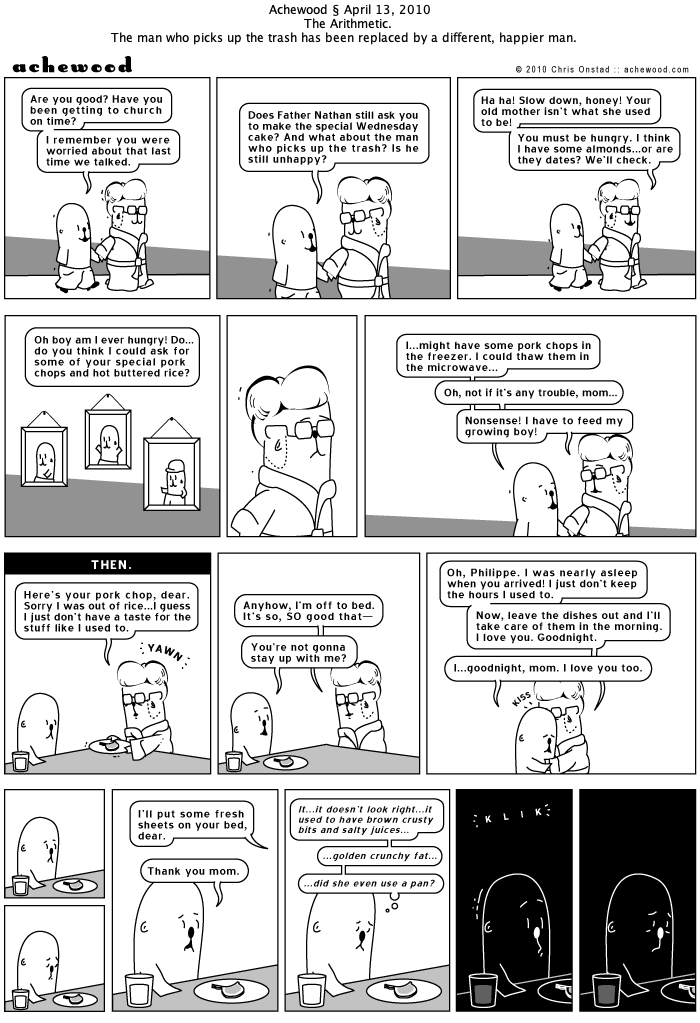 Achewood § April 13, 2010
The Arithmetic.
The man who picks up the trash has been replaced by a different, happier man.
achewood
© 2010 Chris Onstad :: achewood.com
Are you good? Have you
been getting to church
on time?
I remember you were
worried about that last
time we talked.
Does Father Nathan still ask you
to make the special Wednesday
cake? And what about the man
who picks up the trash? Is he
still unhappy?
Ha ha! Slow down, honey! Your
old mother isn't what she used
to be!
You must be hungry. I think
I have some almonds...or are
they dates? We'll check.
Oh boy am I ever hungry! Do...
do you think I could ask for
some of your special pork
chops and hot buttered rice?
I...might have some pork chops in
the freezer. I could thaw them in
the microwave...
Oh, not if it's any trouble, mom...
Nonsense! I have to feed my
growing boy!
THEN.
Here's your pork chop, dear.
Sorry I was out of rice...I guess
I just don't have a taste for the
stuff like I used to.
YAWN
Anyhow, I'm off to bed.
It's so, SO good that—
You're not gonna
stay up with me?
Oh, Philippe. I was nearly asleep
when you arrived! I just don't keep
the hours I used to.
Now, leave the dishes out and I'll
take care of them in the morning.
I love you. Goodnight.
I...goodnight, mom. I love you too.
KISS
I'll put some fresh
sheets on your bed,
dear.
Thank you mom.
It...it doesn't look right...it
used to have brown crusty
bits and salty juices...
...golden crunchy fat...
...did she even use a pan?
KLIK